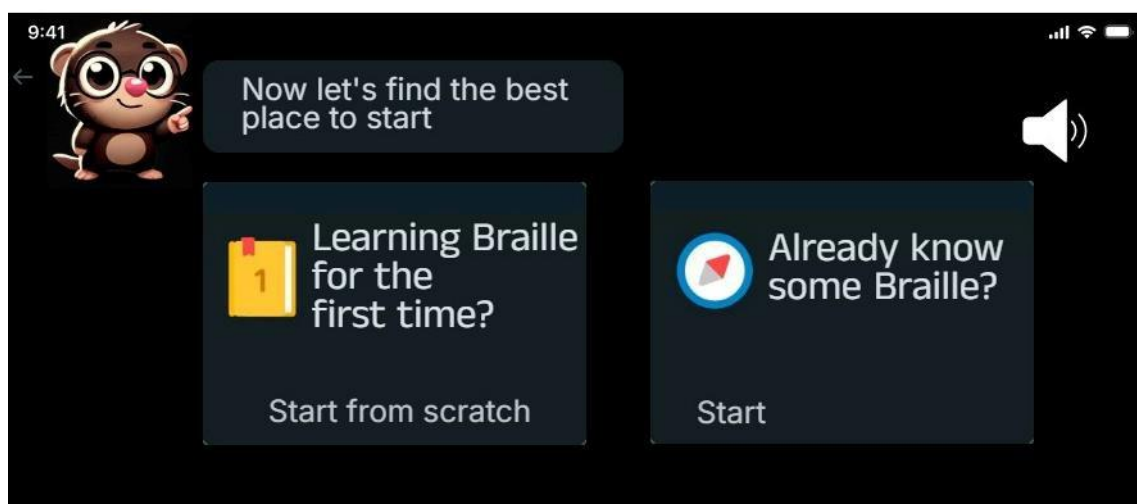 9:41
Now let's find the best
place to start
Learning Braille
for the
first time?
1
Start from scratch
Already know
some Braille?
Start